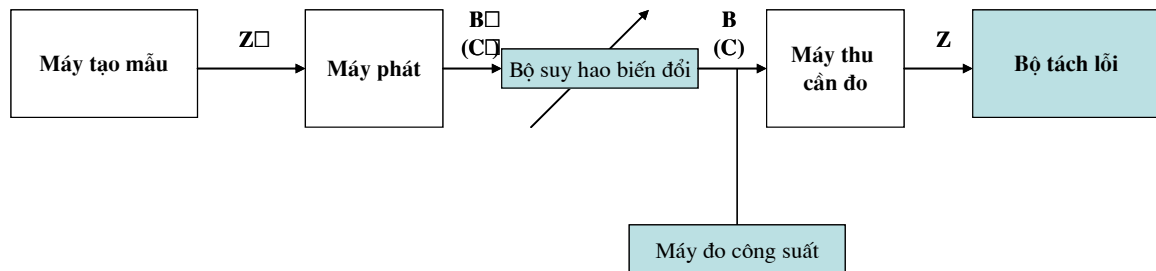 Máy tạo mẫu
Z□
Máy phát
B□
(C□)
Bộ suy hao biến đổi
B
(C)
Máy thu
cần đo
Z
Bộ tách lỗi
Máy đo công suất